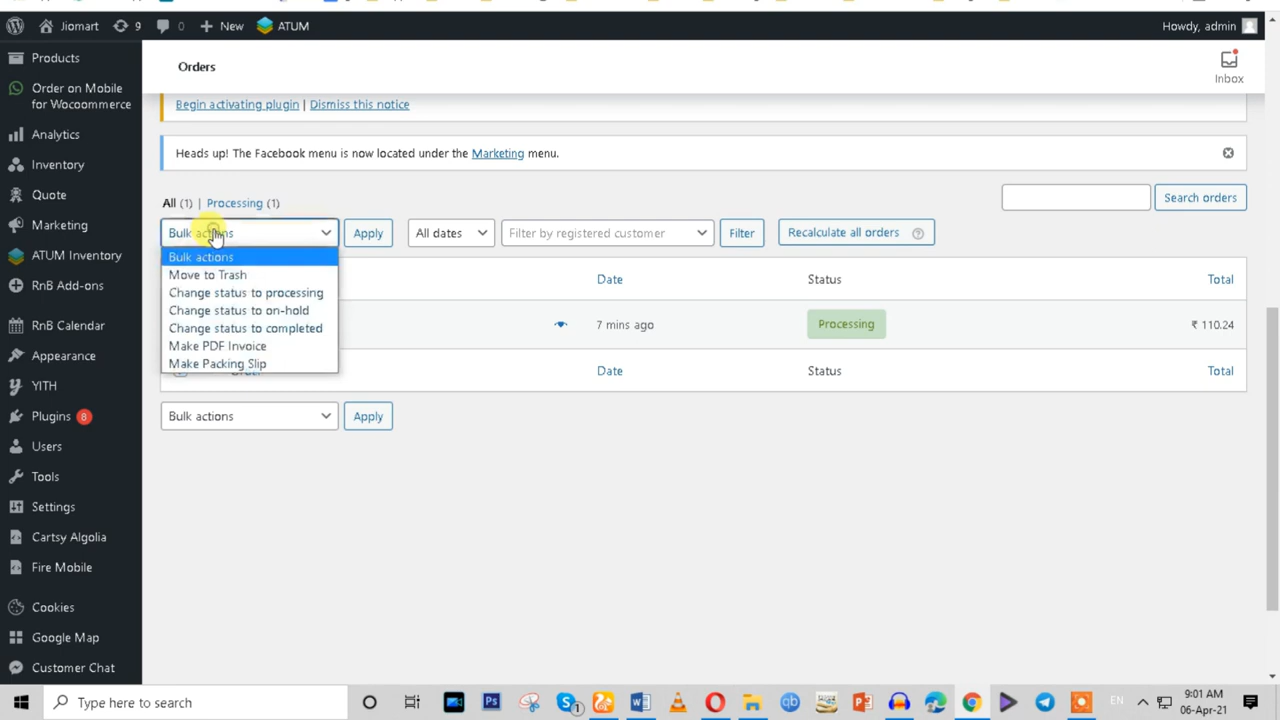 Jiomart 9 0 New ATUM Howdy, admin
Products
Order on Mobile
for Wocoommerce
Analytics
Inventory
Quote
Marketing
ATUM Inventory
RnB Add-ons
RnB Calendar
Appearance
YITH
Plugins 8
Users
Tools
Settings
Cartsy Algolia
Fire Mobile
Cookies
Google Map
Customer Chat
Orders
Inbox
Begin activating plugin | Dismiss this notice
Heads up! The Facebook menu is now located under the Marketing menu.
All (1) | Processing (1)
Search orders
Bulk actions Apply All dates Filter by registered customer Filter Recalculate all orders ?
Bulk actions
Move to Trash
Change status to processing
Change status to on-hold
Change status to completed
Make PDF Invoice
Make Packing Slip
Date Status Total
7 mins ago Processing ₹ 110.24
Date Status Total
Bulk actions Apply
Type here to search
EN
9:01 AM
06-Apr-21